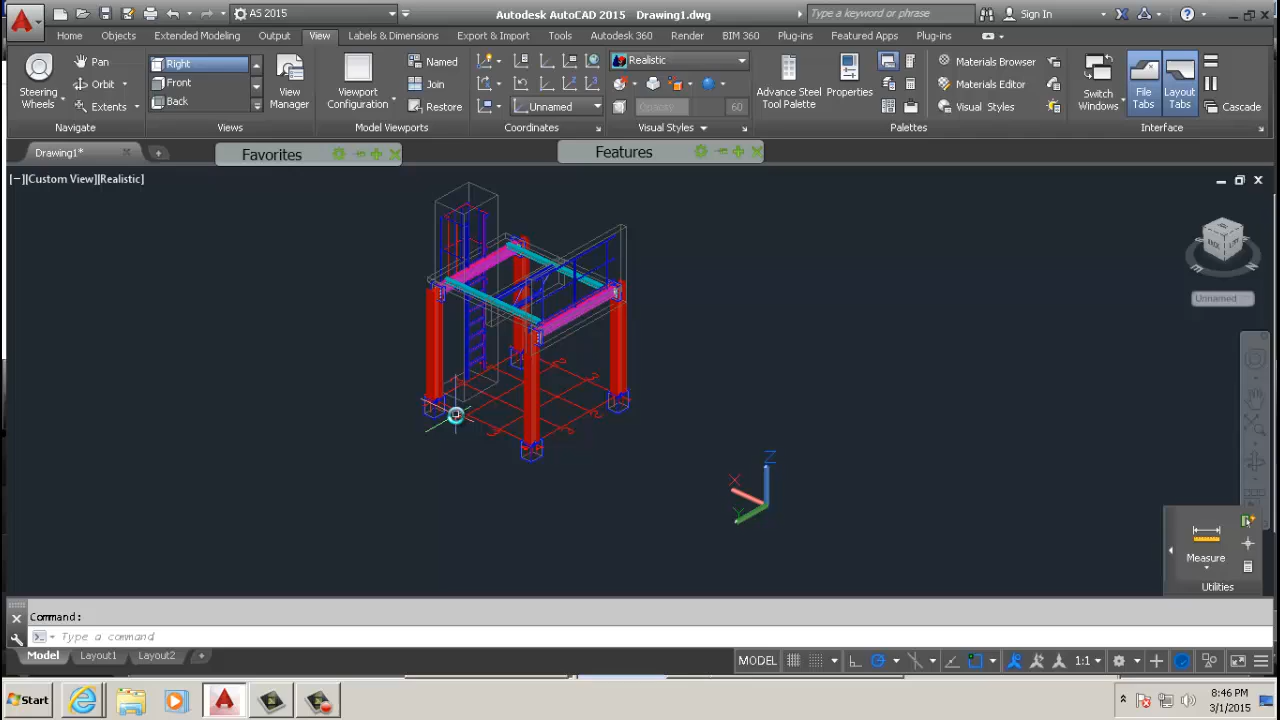 AS 2015
Autodesk AutoCAD 2015 Drawing1.dwg
Type a keyword or phrase
Sign In
Home Objects Extended Modeling Output View Labels & Dimensions Export & Import Tools Autodesk 360 Render BIM 360 Plug-ins Featured Apps Plug-ins
Steering Wheels
Pan
Orbit
Extents
Navigate
Right
Front
Back
View Manager
Views
Viewport Configuration
Named
Join
Restore
Model Viewports
Unnamed
Coordinates
Realistic
Opacity 60
Visual Styles
Advance Steel Tool Palette
Properties
Materials Browser
Materials Editor
Visual Styles
Palettes
Switch Windows
File Tabs
Layout Tabs
Cascade
Interface
Drawing1*
Favorites
Features
[−][Custom View][Realistic]
Unnamed
X
Y
Z
Measure
Utilities
Command:
Type a command
Model Layout1 Layout2
MODEL
1:1
Start
8:46 PM
3/1/2015